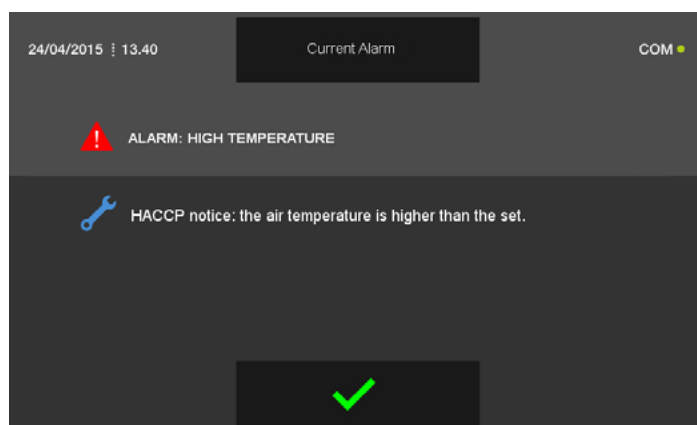 24/04/2015 ┊ 13.40 Current Alarm COM
ALARM: HIGH TEMPERATURE
HACCP notice: the air temperature is higher than the set.